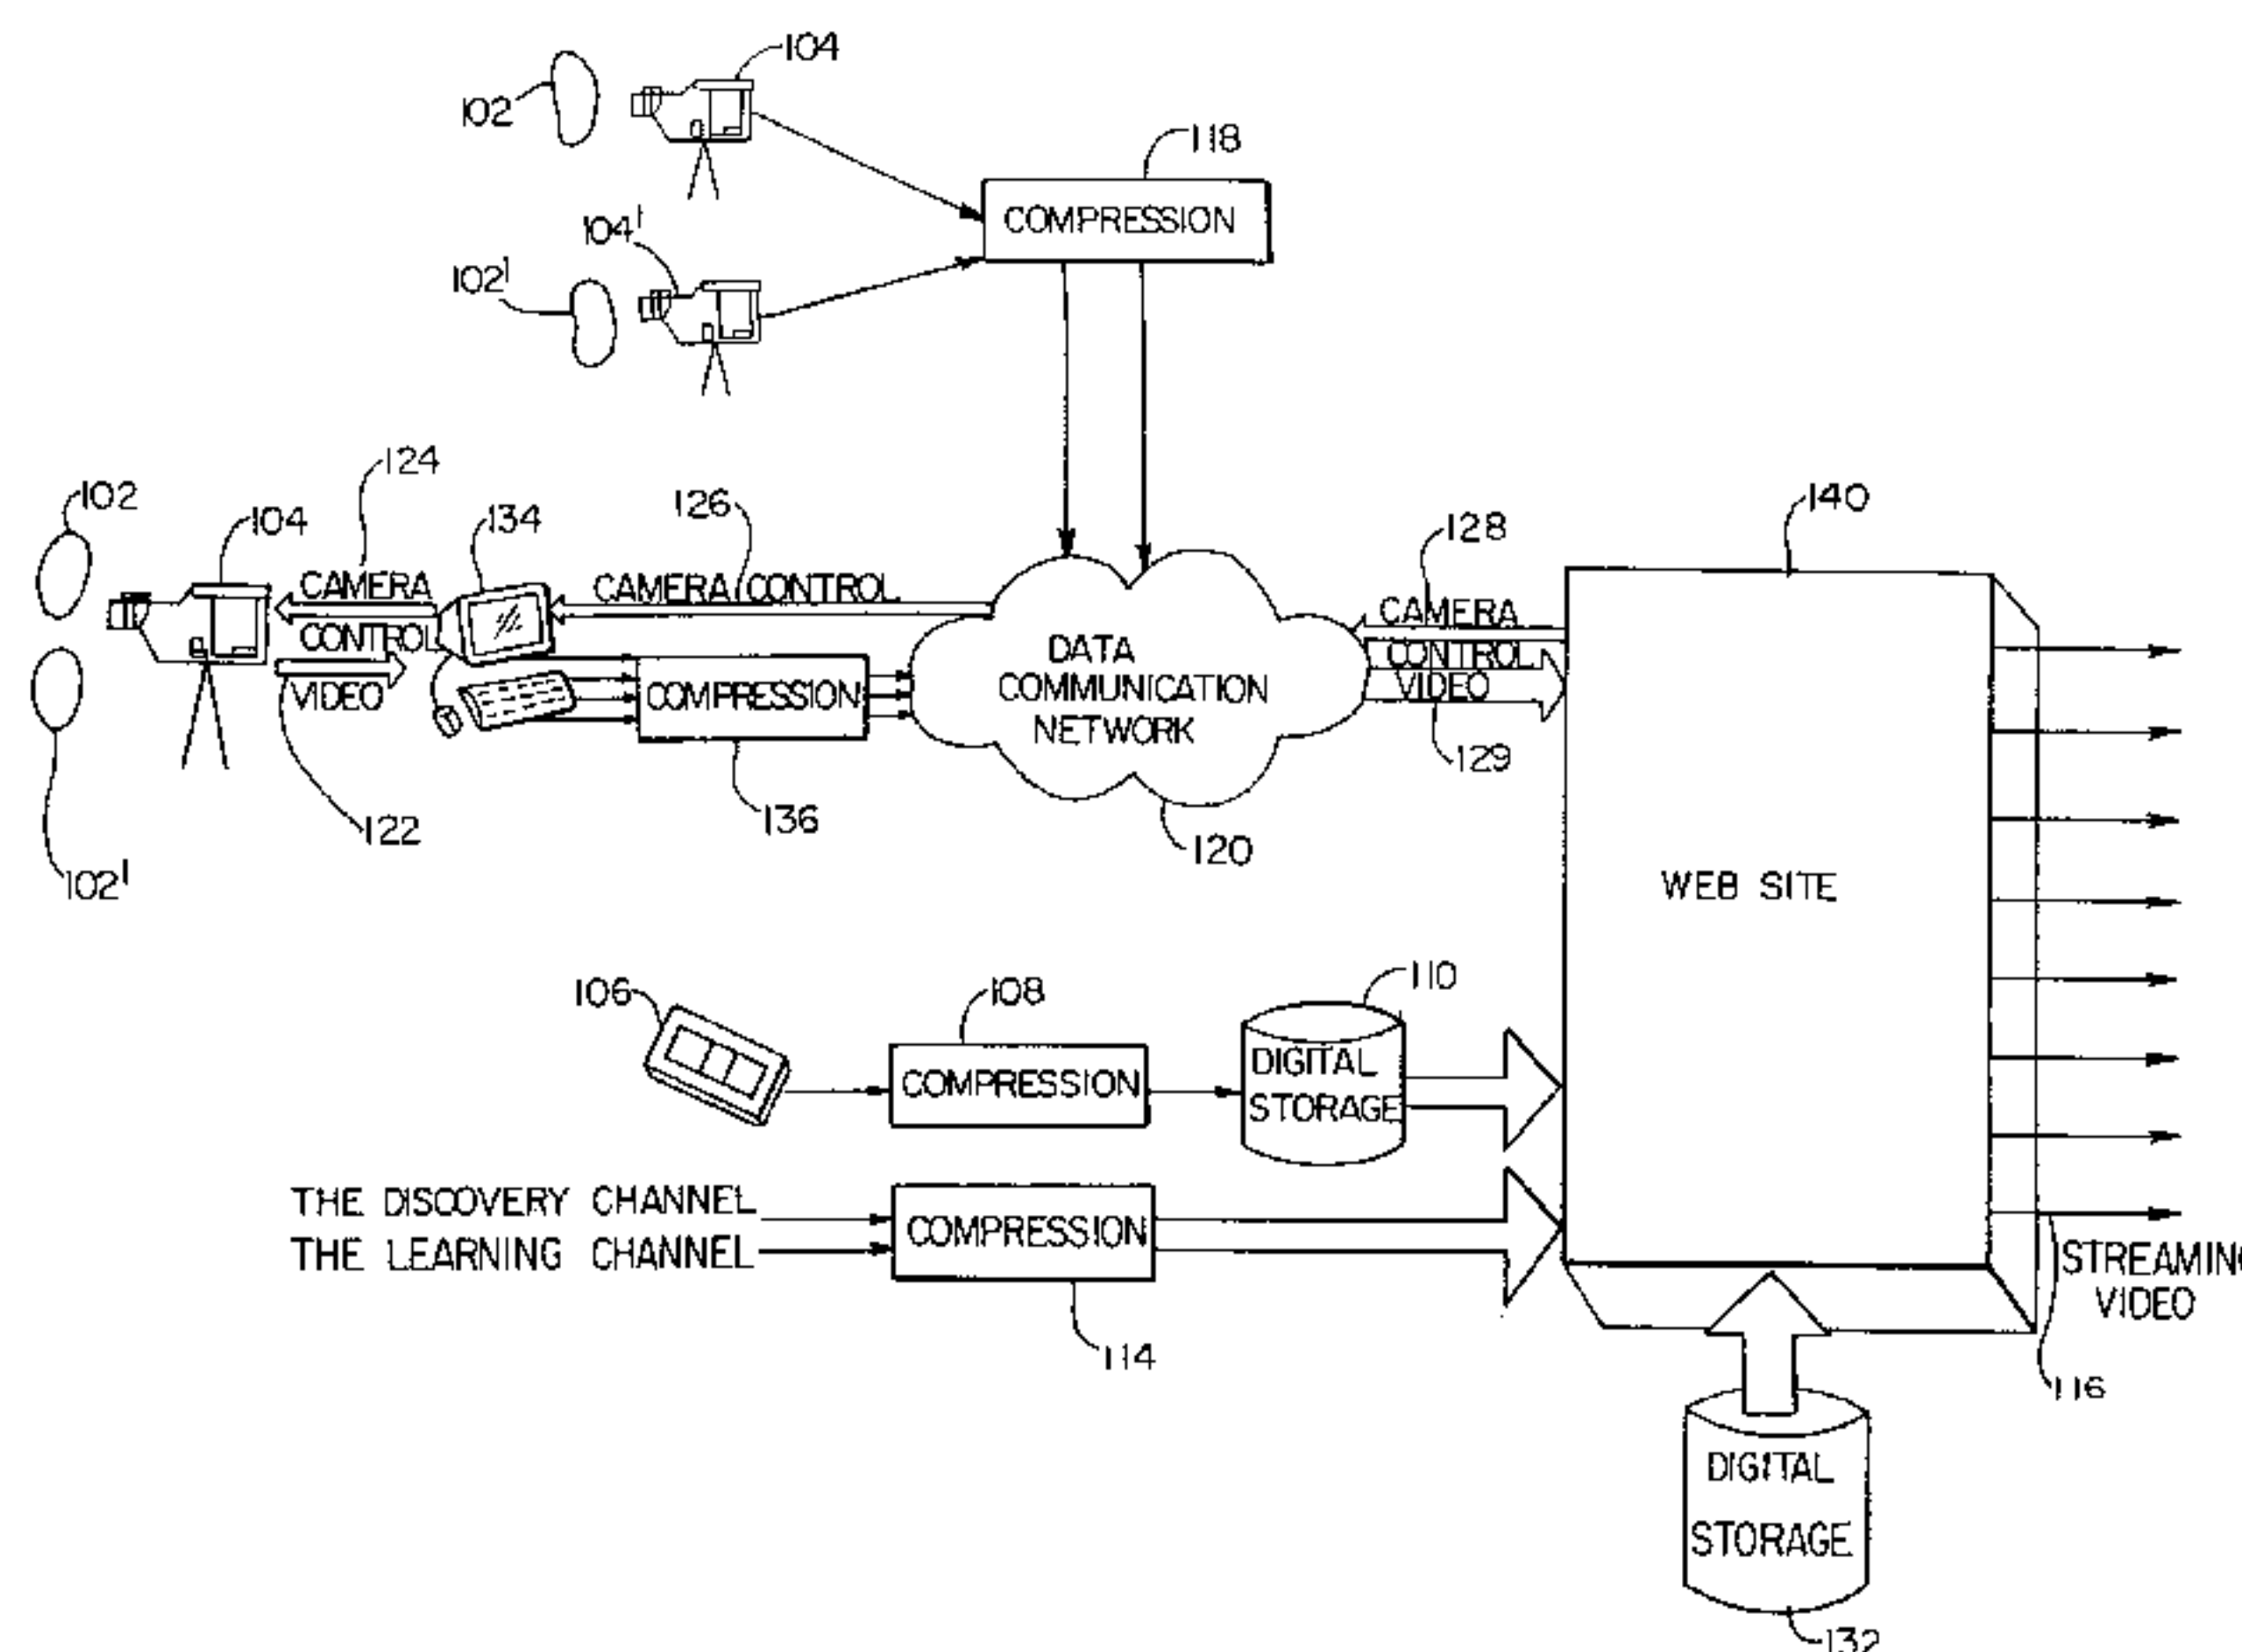 104
102
118
COMPRESSION
104'
102'
124
102
104
134
126
128
140
CAMERA
CONTROL
CAMERA CONTROL
CAMERA
CONTROL
VIDEO
VIDEO
COMPRESSION
DATA
COMMUNICATION
NETWORK
129
136
122
120
102'
WEB SITE
106
108
110
COMPRESSION
DIGITAL
STORAGE
THE DISCOVERY CHANNEL
THE LEARNING CHANNEL
COMPRESSION
114
STREAMING
VIDEO
116
DIGITAL
STORAGE
132